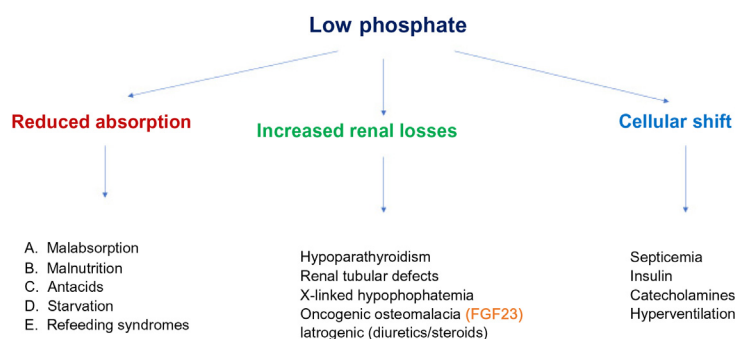 Low phosphate
Reduced absorption
Increased renal losses
Cellular shift
A. Malabsorption
B. Malnutrition
C. Antacids
D. Starvation
E. Refeeding syndromes
Hypoparathyroidism
Renal tubular defects
X-linked hypophophatemia
Oncogenic osteomalacia (FGF23)
Iatrogenic (diuretics/steroids)
Septicemia
Insulin
Catecholamines
Hyperventilation